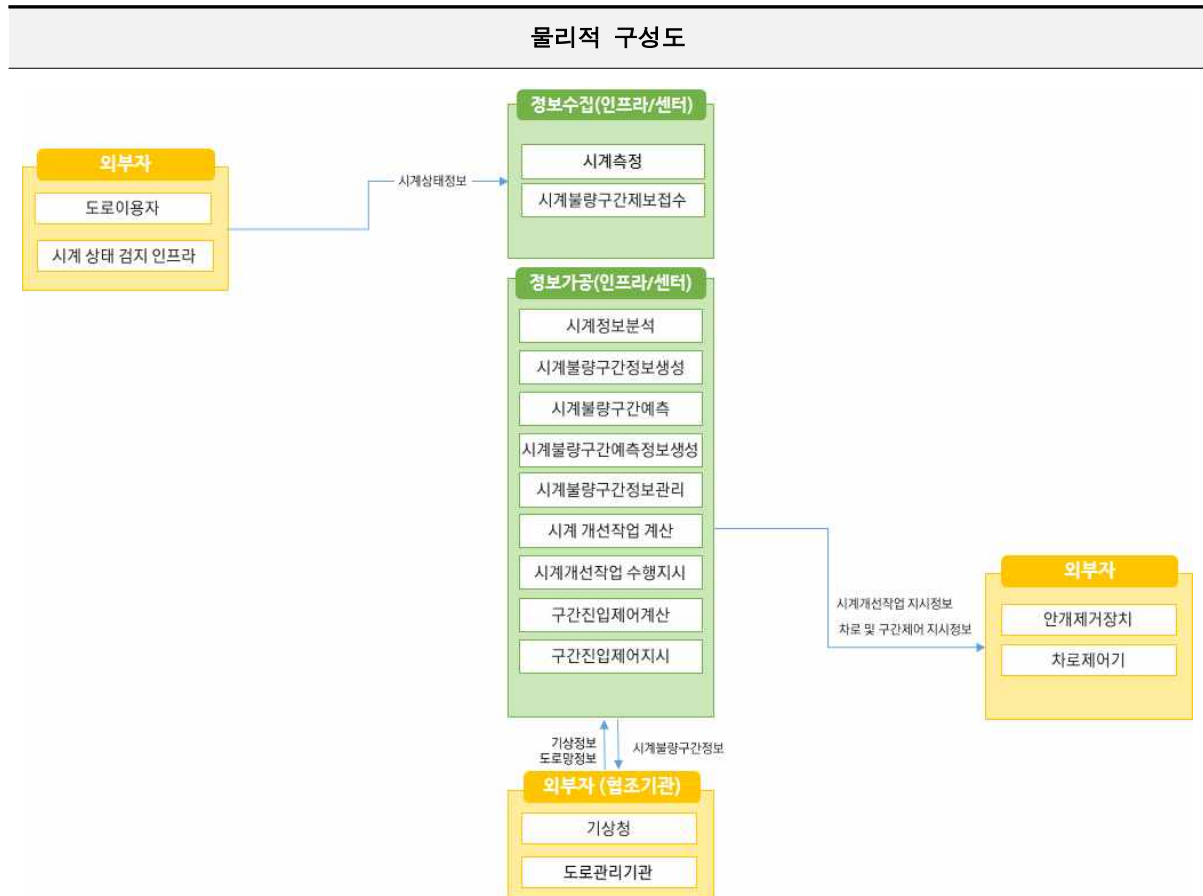 물리적 구성도
정보수집(인프라/센터)
시계측정
시계불량구간제보접수
외부자
도로이용자
시계 상태 검지 인프라
시계상태정보
정보가공(인프라/센터)
시계정보분석
시계불량구간정보생성
시계불량구간예측
시계불량구간예측정보생성
시계불량구간정보관리
시계 개선작업 계산
시계개선작업 수행지시
구간진입제어계산
구간진입제어지시
시계개선작업 지시정보
차로 및 구간제어 지시정보
외부자
안개제거장치
차로제어기
기상정보
도로망정보
시계불량구간정보
외부자 (협조기관)
기상청
도로관리기관